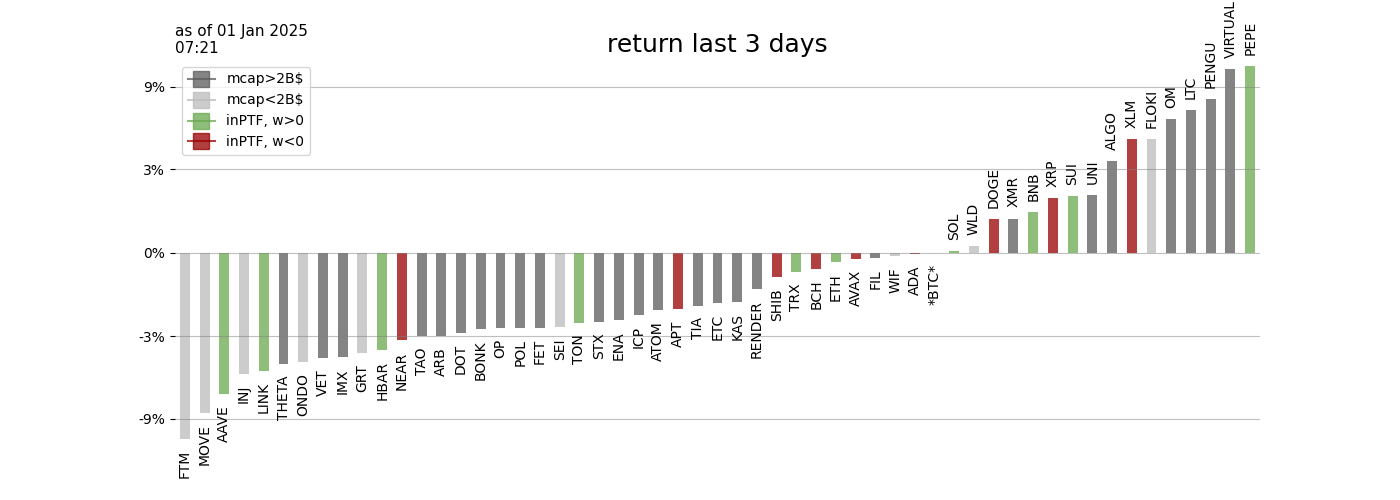 as of 01 Jan 2025
07:21
return last 3 days
mcap>2B$
mcap<2B$
inPTF, w>0
inPTF, w<0
9%
3%
0%
-3%
-9%
FTM
MOVE
AAVE
INJ
LINK
THETA
ONDO
VET
IMX
GRT
HBAR
NEAR
TAO
ARB
DOT
BONK
OP
POL
FET
SEI
TON
STX
ENA
ICP
ATOM
APT
TIA
ETC
KAS
RENDER
SHIB
TRX
BCH
ETH
AVAX
FIL
WIF
ADA
*BTC*
SOL
WLD
DOGE
XMR
BNB
XRP
SUI
UNI
ALGO
XLM
FLOKI
OM
LTC
PENGU
VIRTUAL
PEPE